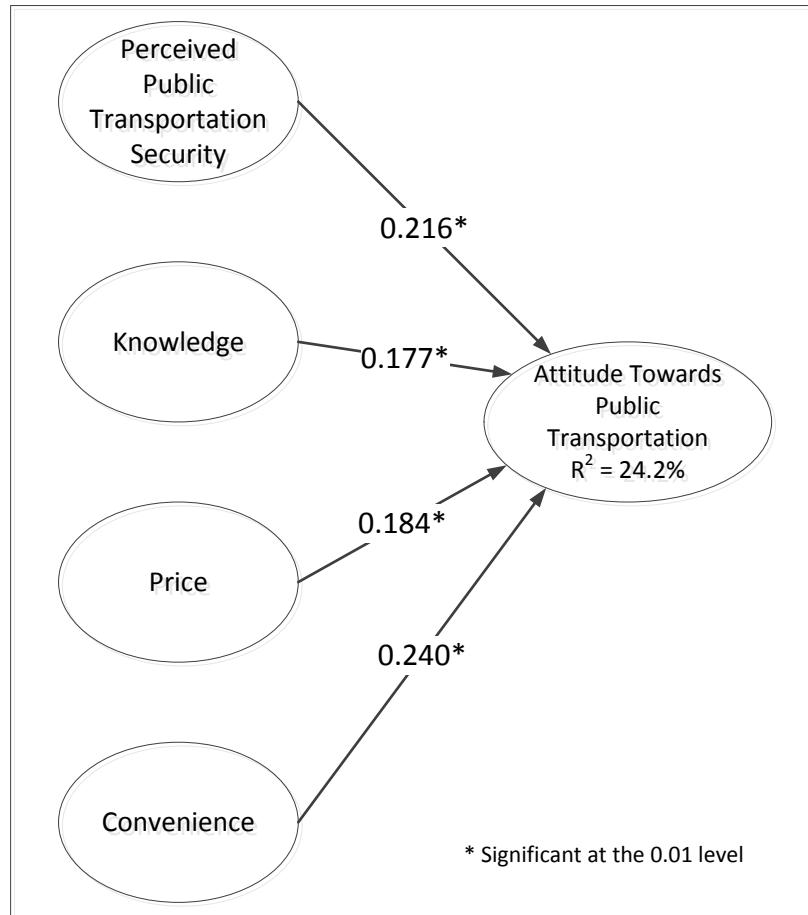 Perceived
Public
Transportation
Security
0.216*
Knowledge
0.177*
Attitude Towards
Public
Transportation
R² = 24.2%
0.184*
Price
0.240*
Convenience
* Significant at the 0.01 level